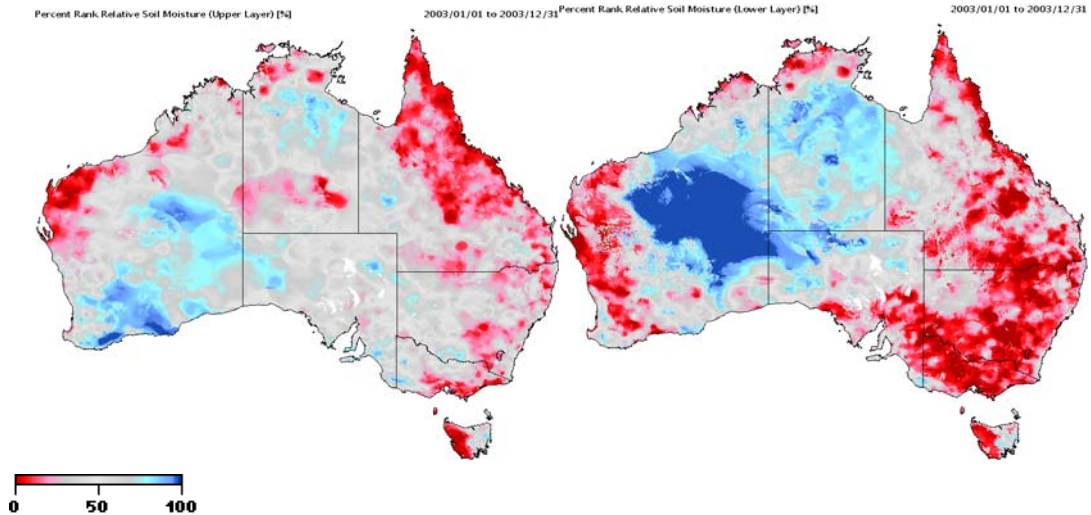 Percent Rank Relative Soil Moisture (Upper Layer) [%] 2003/01/01 to 2003/12/31
Percent Rank Relative Soil Moisture (Lower Layer) [%] 2003/01/01 to 2003/12/31
0 50 100